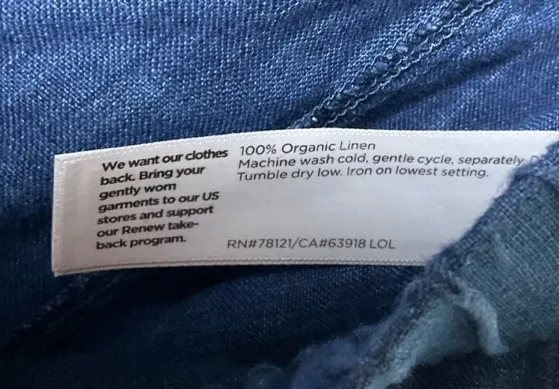 We want our clothes
back. Bring your
gently worn
garments to our US
stores and support
our Renew take-
back program.
100% Organic Linen
Machine wash cold, gentle cycle, separately.
Tumble dry low. Iron on lowest setting.
RN#78121/CA#63918 LOL